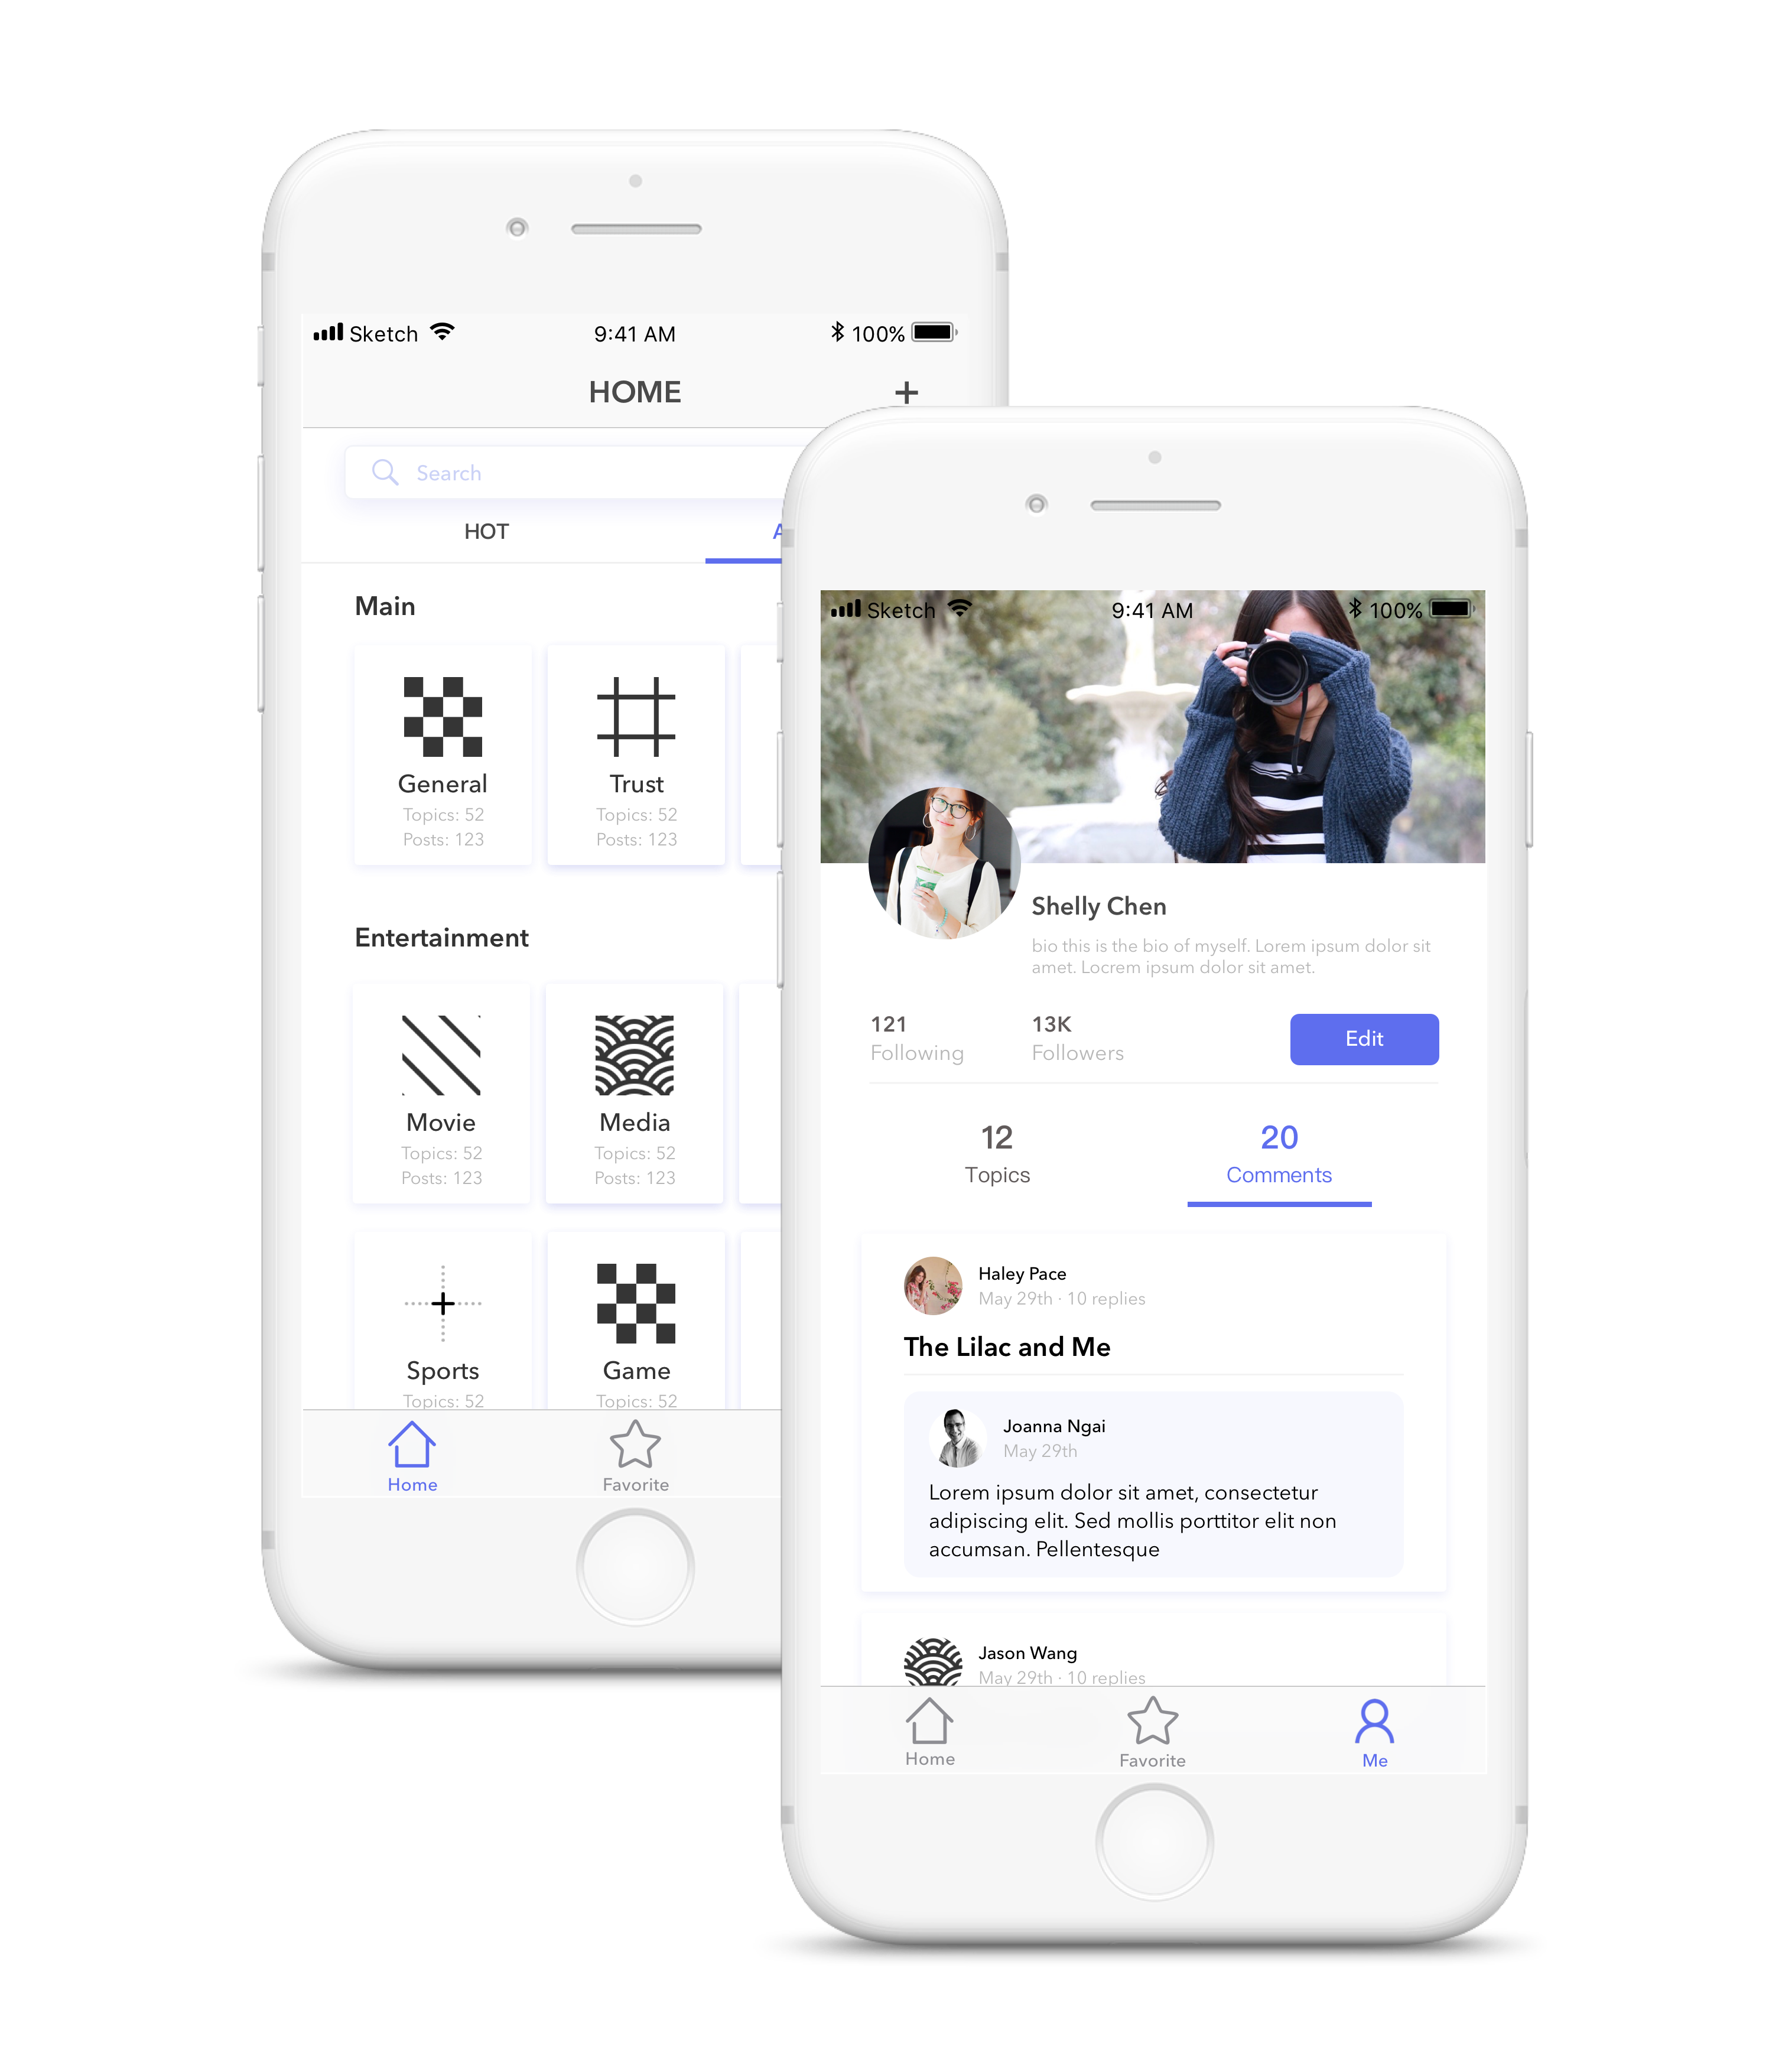 Sketch 9:41 AM 100%
HOME +
Search
HOT
Main
General Trust
Topics: 52 Topics: 52
Posts: 123 Posts: 123
Entertainment
Movie Media
Topics: 52 Topics: 52
Posts: 123 Posts: 123
Sports Game
Topics: 52 Topics: 52
Home Favorite
Sketch 9:41 AM 100%
Shelly Chen
bio this is the bio of myself. Lorem ipsum dolor sit
amet. Locrem ipsum dolor sit amet.
121 13K
Following Followers
Edit
12 20
Topics Comments
Haley Pace
May 29th · 10 replies
The Lilac and Me
Joanna Ngai
May 29th
Lorem ipsum dolor sit amet, consectetur
adipiscing elit. Sed mollis porttitor elit non
accumsan. Pellentesque
Jason Wang
May 29th · 10 replies
Home Favorite Me